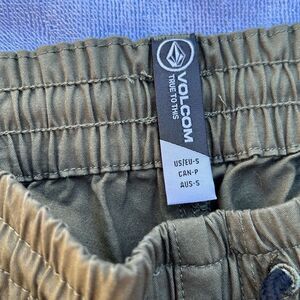 VOLCOM
TRUE TO THIS
US/EU-S
CAN-P
AUS-S